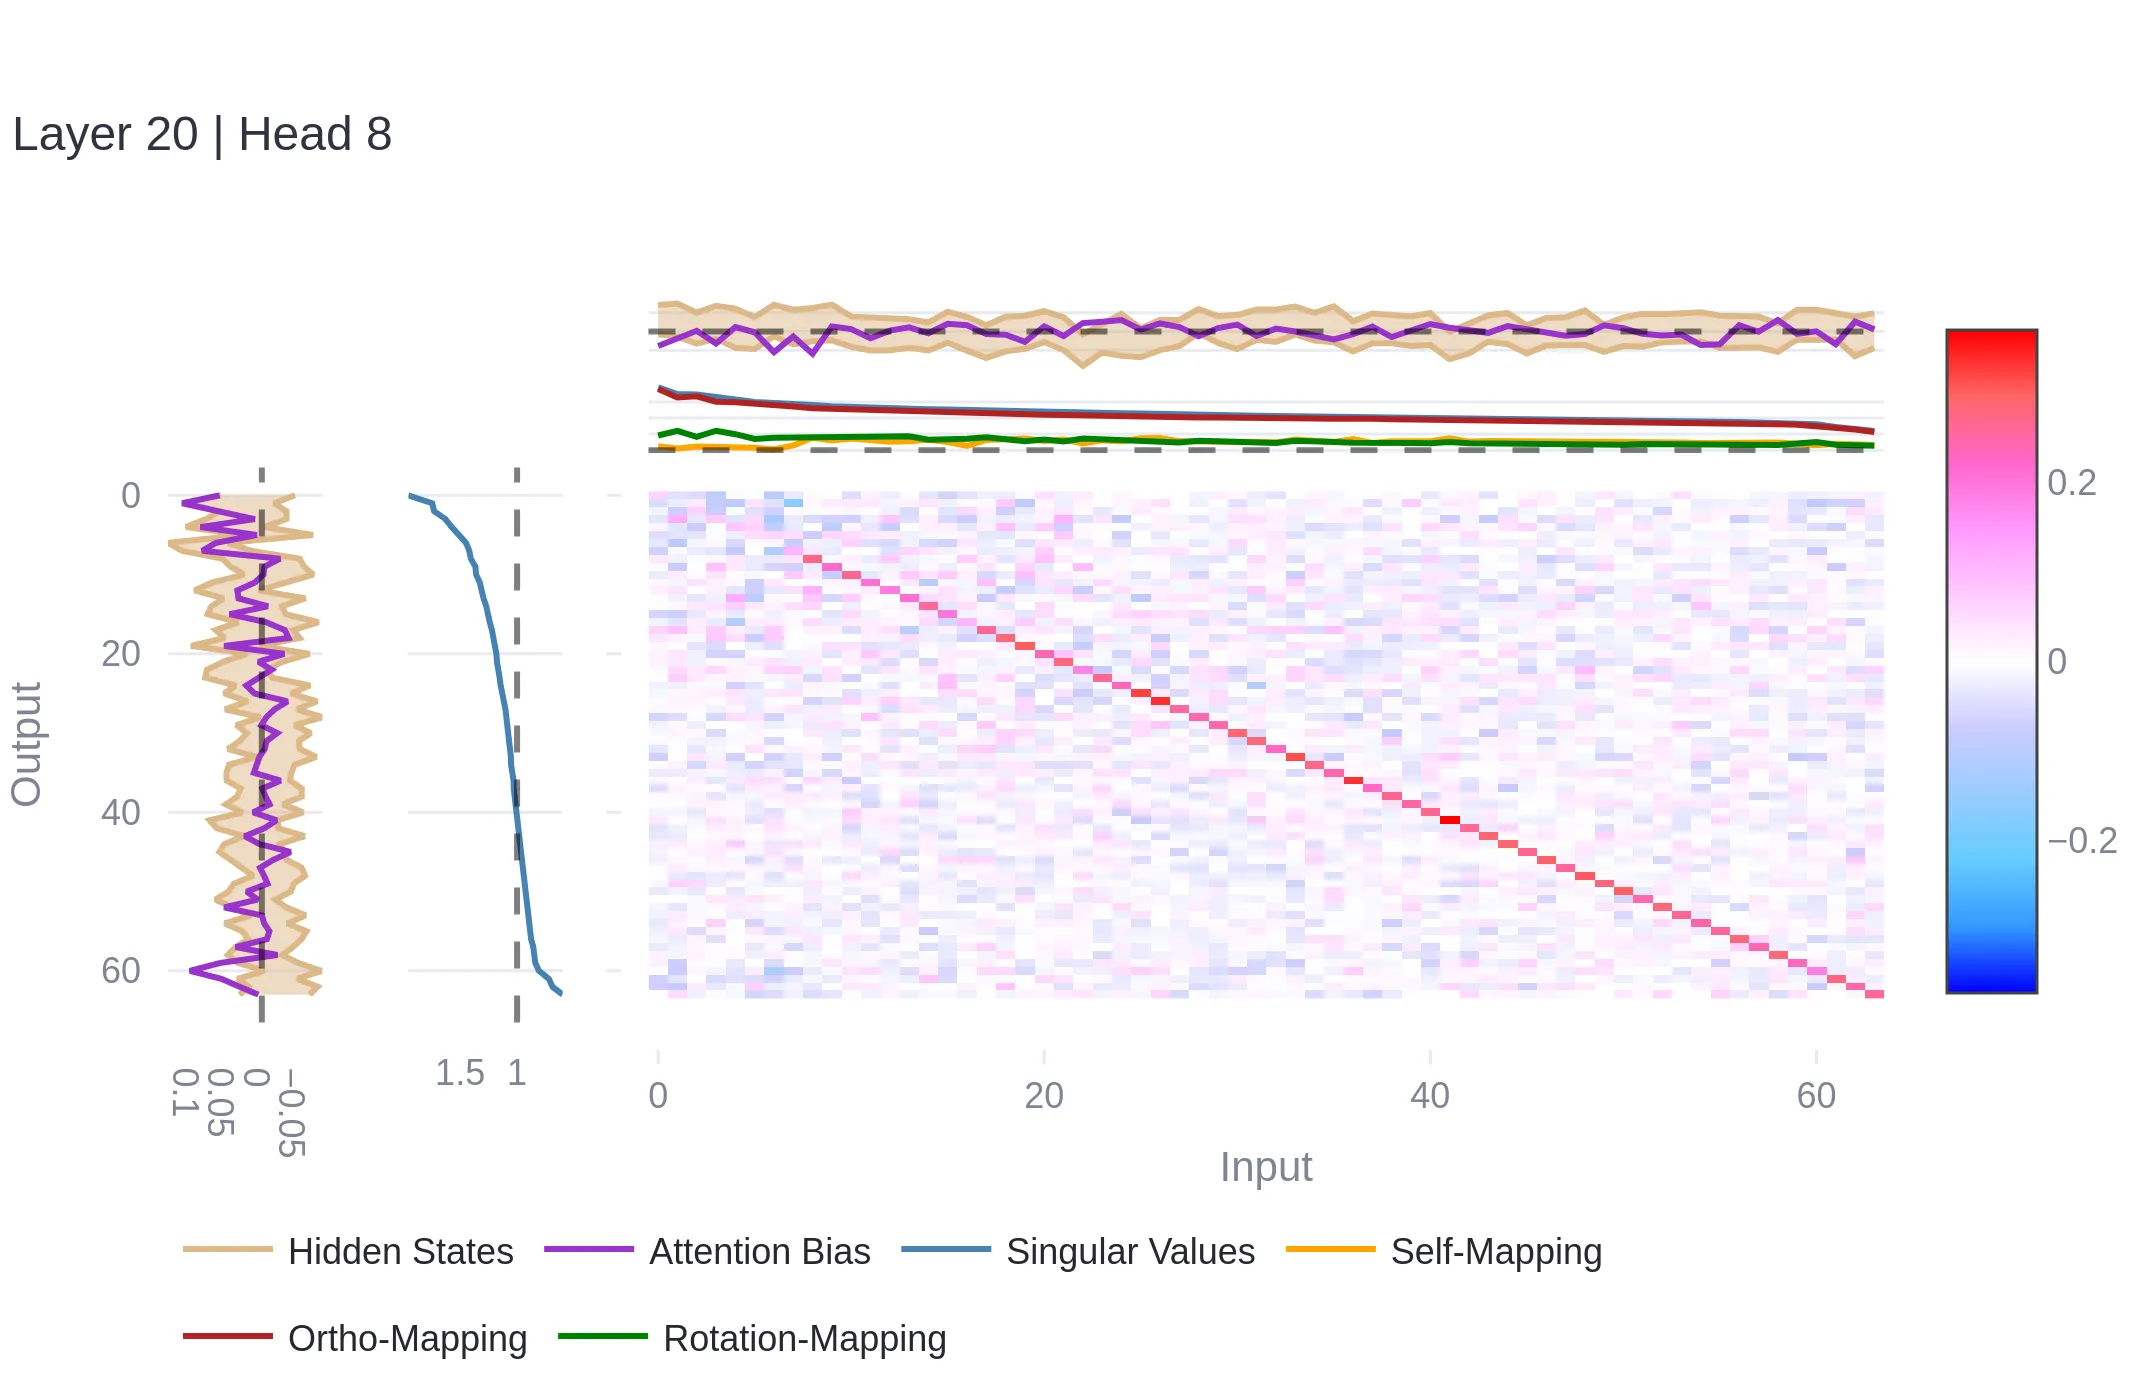 Layer 20 | Head 8
0
20
40
60
Output
0.1
0.05
0
−0.05
1.5
1
0
20
40
60
Input
0.2
0
−0.2
Hidden States
Attention Bias
Singular Values
Self-Mapping
Ortho-Mapping
Rotation-Mapping